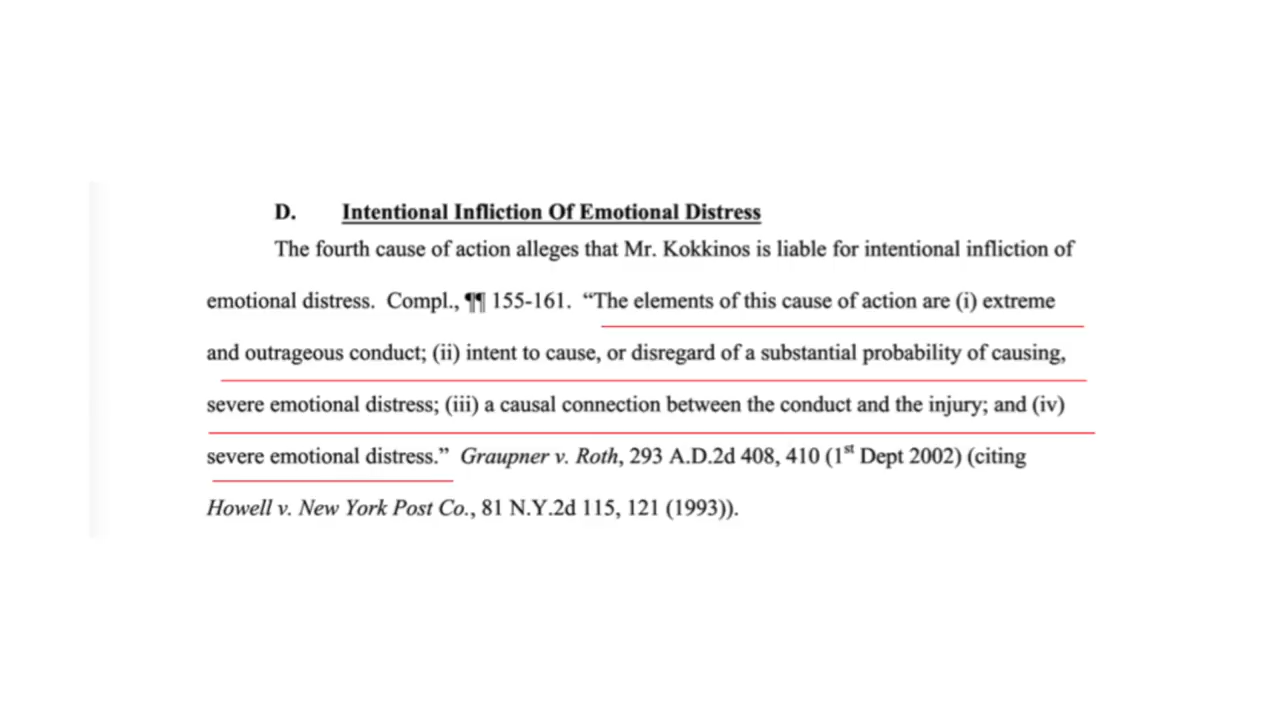 D. Intentional Infliction Of Emotional Distress
The fourth cause of action alleges that Mr. Kokkinos is liable for intentional infliction of
emotional distress. Compl., ¶¶ 155-161. “The elements of this cause of action are (i) extreme
and outrageous conduct; (ii) intent to cause, or disregard of a substantial probability of causing,
severe emotional distress; (iii) a causal connection between the conduct and the injury; and (iv)
severe emotional distress.” Graupner v. Roth, 293 A.D.2d 408, 410 (1st Dept 2002) (citing
Howell v. New York Post Co., 81 N.Y.2d 115, 121 (1993)).